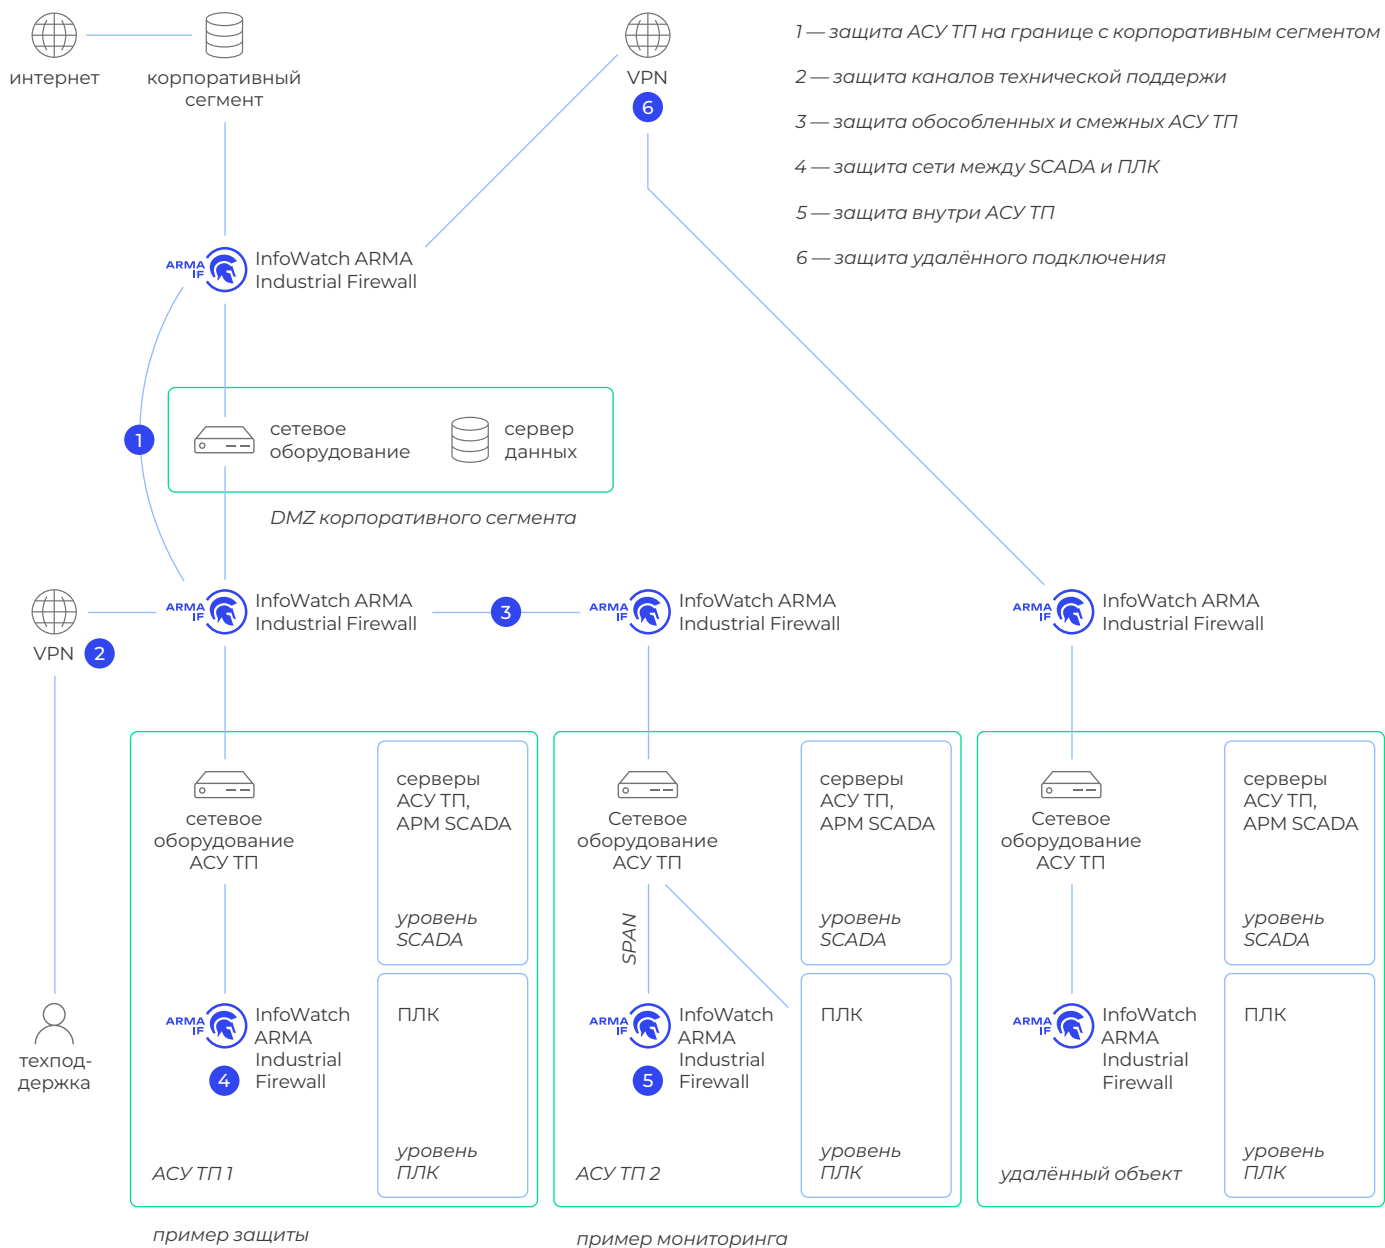 интернет
корпоративный
сегмент
VPN
6
1 — защита АСУ ТП на границе с корпоративным сегментом
2 — защита каналов технической поддержи
3 — защита обособленных и смежных АСУ ТП
4 — защита сети между SCADA и ПЛК
5 — защита внутри АСУ ТП
6 — защита удалённого подключения
ARMA
IF
InfoWatch ARMA
Industrial Firewall
1
сетевое
оборудование
сервер
данных
DMZ корпоративного сегмента
VPN
2
ARMA
IF
InfoWatch ARMA
Industrial Firewall
3
ARMA
IF
InfoWatch ARMA
Industrial Firewall
ARMA
IF
InfoWatch ARMA
Industrial Firewall
техпод-
держка
сетевое
оборудование
АСУ ТП
серверы
АСУ ТП,
АРМ SCADA
уровень
SCADA
ARMA
IF
InfoWatch
ARMA
Industrial
Firewall
4
ПЛК
уровень
ПЛК
АСУ ТП 1
пример защиты
Сетевое
оборудование
АСУ ТП
серверы
АСУ ТП,
АРМ SCADA
уровень
SCADA
SPAN
ARMA
IF
InfoWatch
ARMA
Industrial
Firewall
5
ПЛК
уровень
ПЛК
АСУ ТП 2
пример мониторинга
Сетевое
оборудование
АСУ ТП
серверы
АСУ ТП,
АРМ SCADA
уровень
SCADA
ARMA
IF
InfoWatch
ARMA
Industrial
Firewall
ПЛК
уровень
ПЛК
удалённый объект